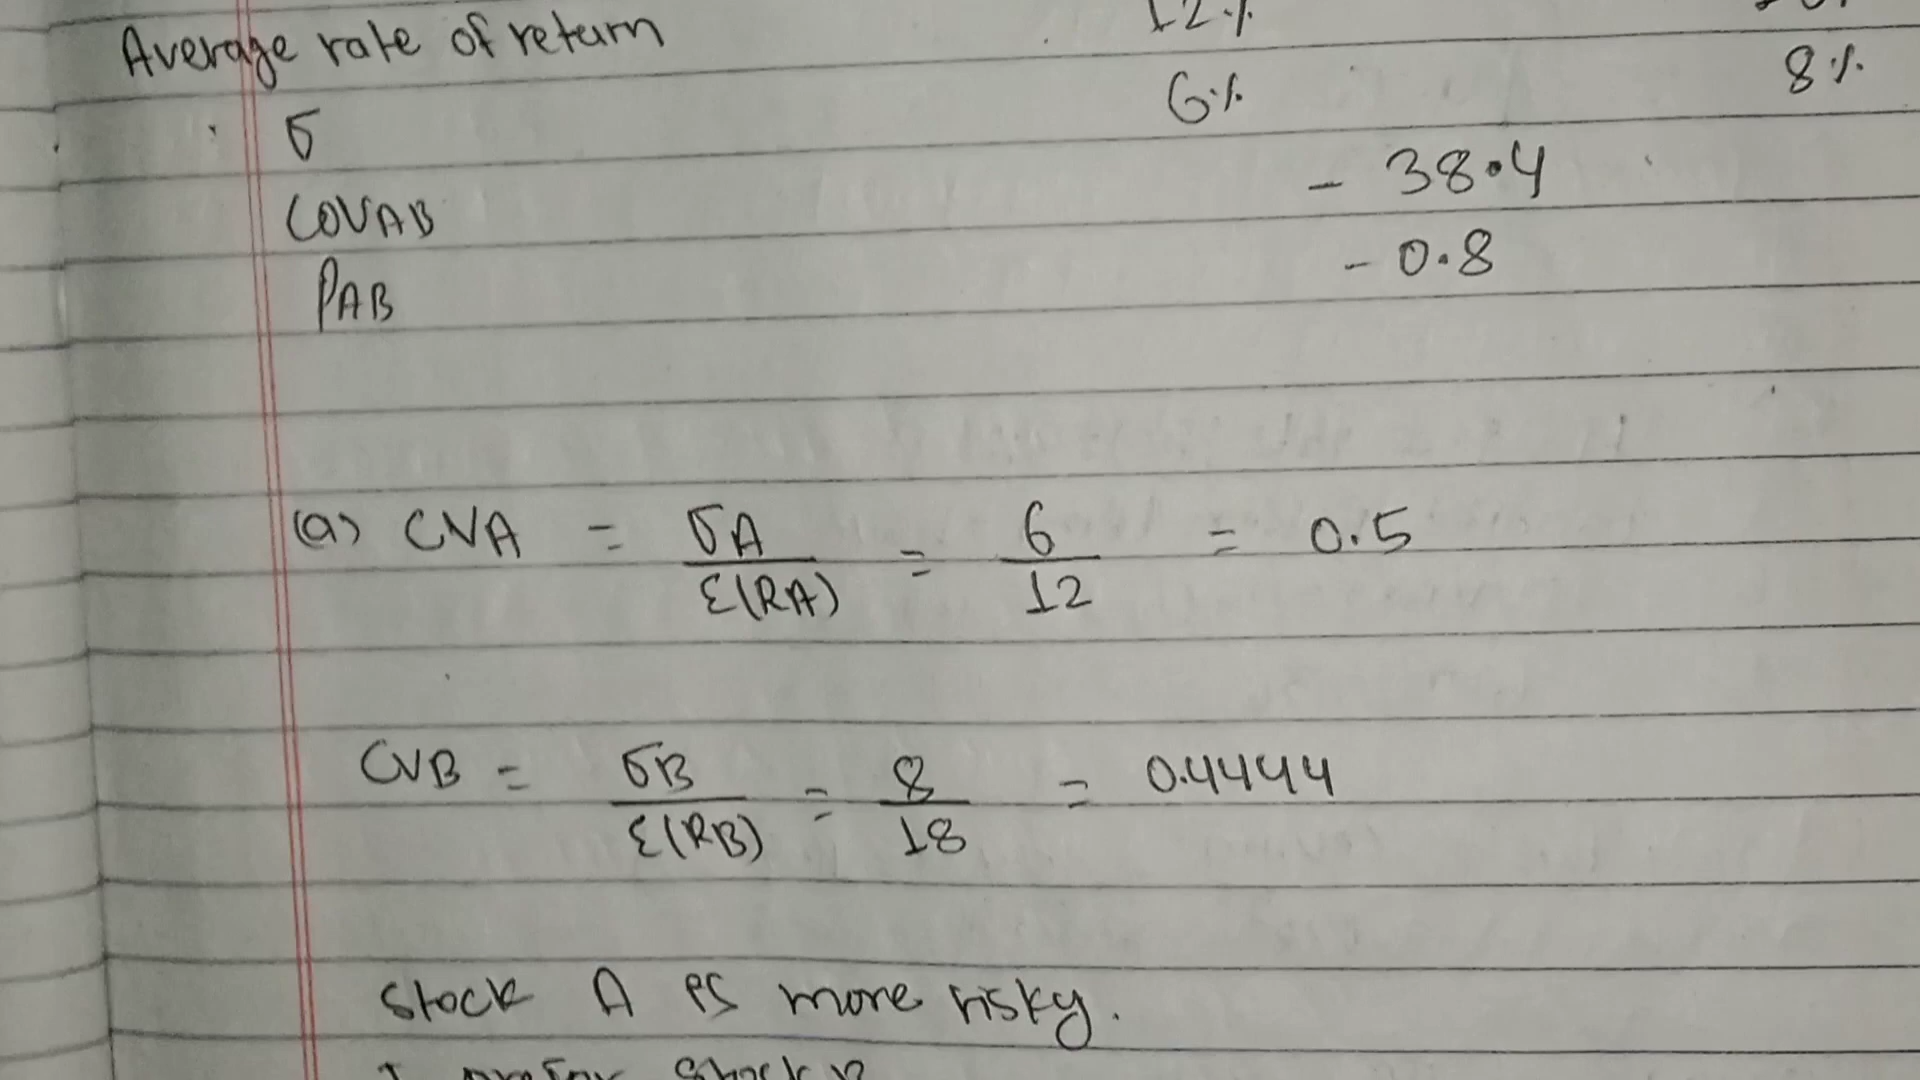 Average rate of return 12%
σ 6% 8%
COVAB - 38.4
PAB - 0.8
(a) CVA = σA / E(RA) = 6 / 12 = 0.5
CVB = σB / E(RB) = 8 / 18 = 0.4444
Stock A is more risky.